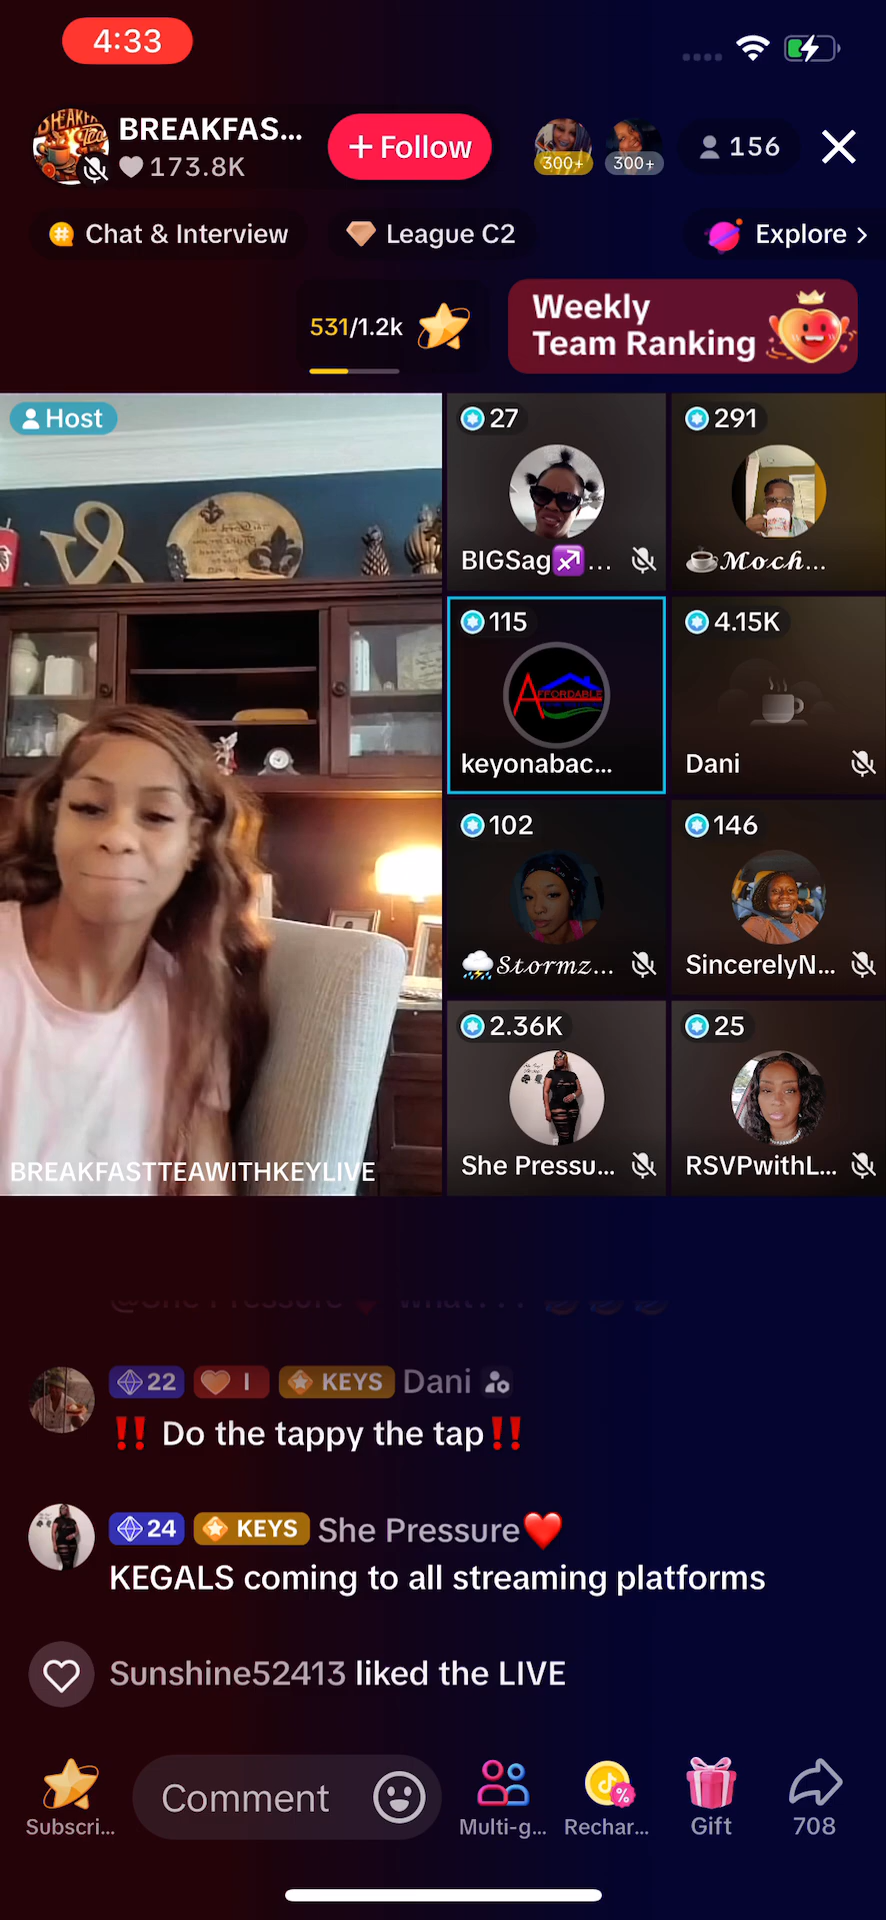 4:33
BREAKFAS...
173.8K
+ Follow
300+
300+
156
Chat & Interview
League C2
Explore >
531/1.2k
Weekly
Team Ranking
Host
27
BIGSag♐...
291
☕𝓜𝓸𝓬𝓱...
115
AFFORDABLE
keyonabac...
4.15K
Dani
102
⛈️𝓢𝓽𝓸𝓻𝓶𝔃...
146
SincerelyN...
2.36K
She Pressu...
25
RSVPwithL...
BREAKFASTTEAWITHKEYLIVE
22 I KEYS Dani
‼️ Do the tappy the tap‼️
24 KEYS She Pressure❤️
KEGALS coming to all streaming platforms
Sunshine52413 liked the LIVE
Comment
Subscri...
Multi-g...
Rechar...
Gift
708